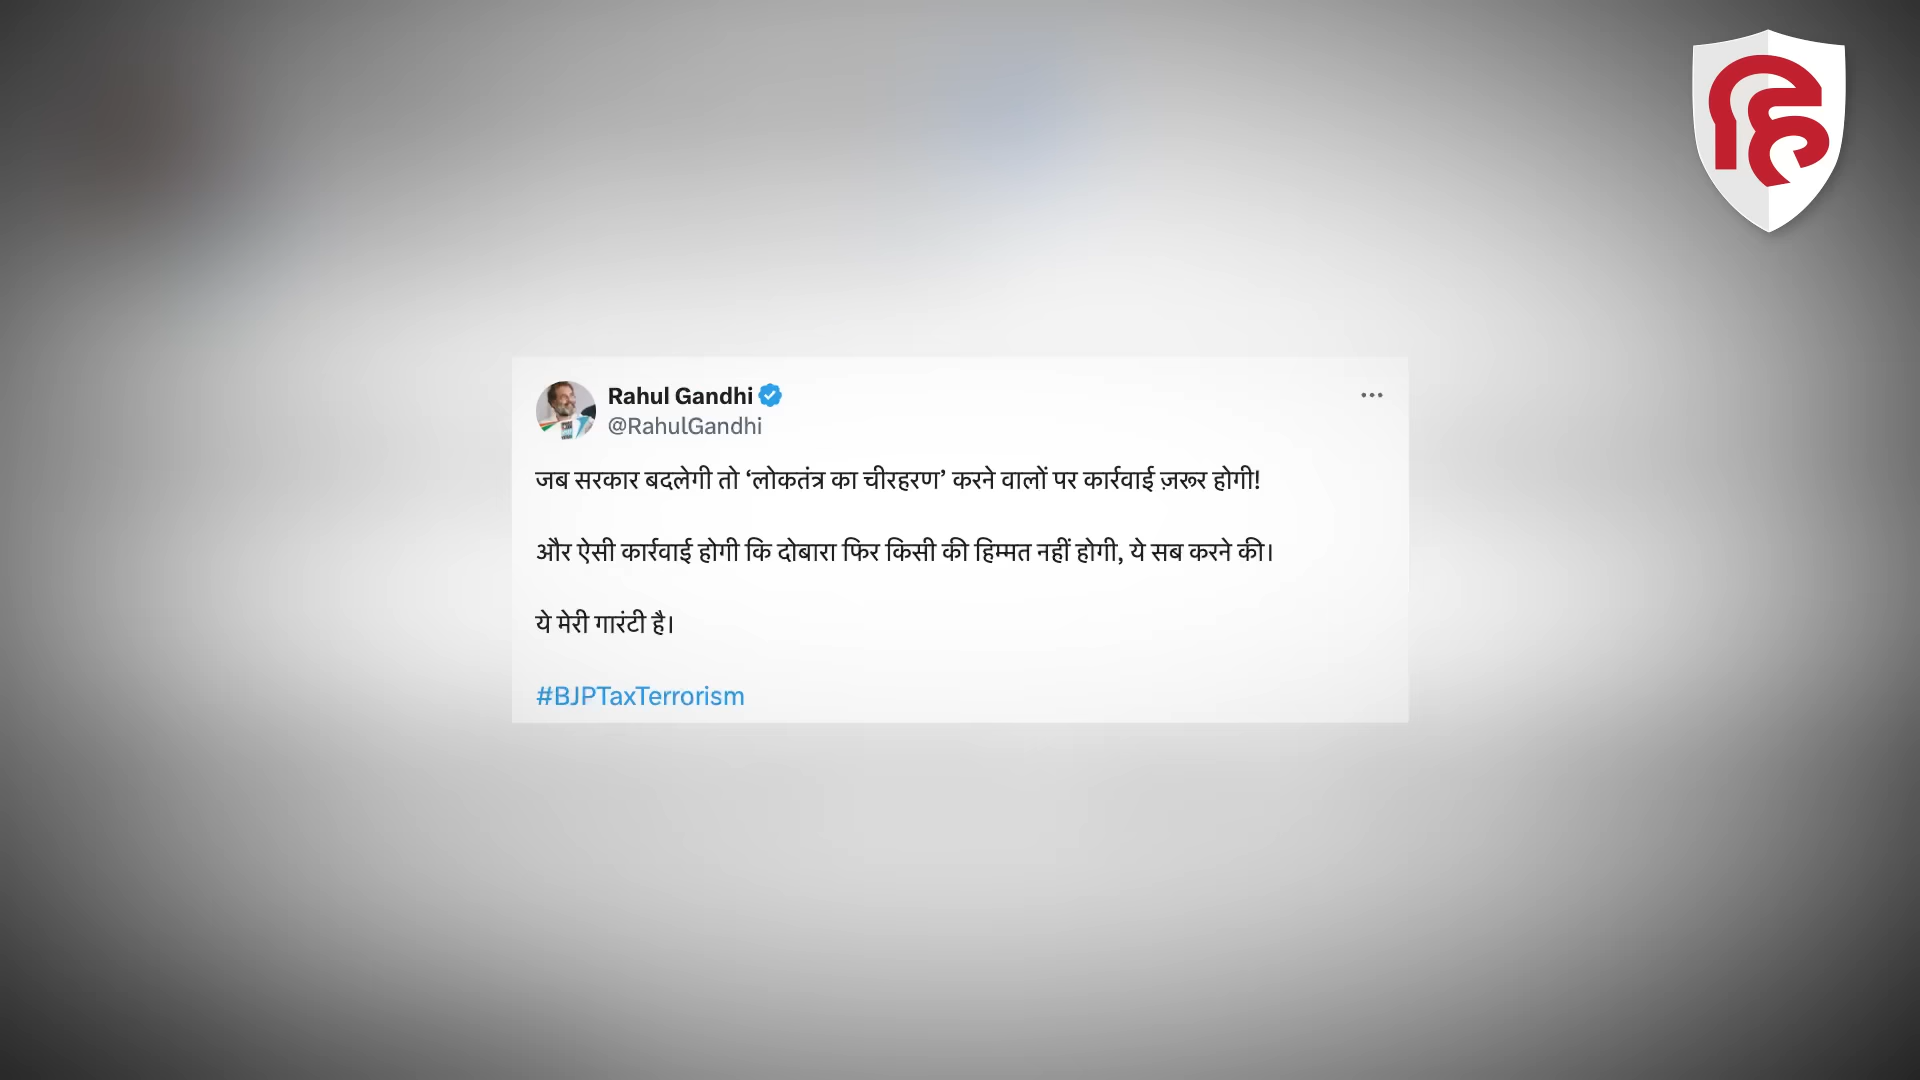 हि
Rahul Gandhi
@RahulGandhi
जब सरकार बदलेगी तो ‘लोकतंत्र का चीरहरण’ करने वालों पर कार्रवाई ज़रूर होगी!
और ऐसी कार्रवाई होगी कि दोबारा फिर किसी की हिम्मत नहीं होगी, ये सब करने की।
ये मेरी गारंटी है।
#BJPTaxTerrorism